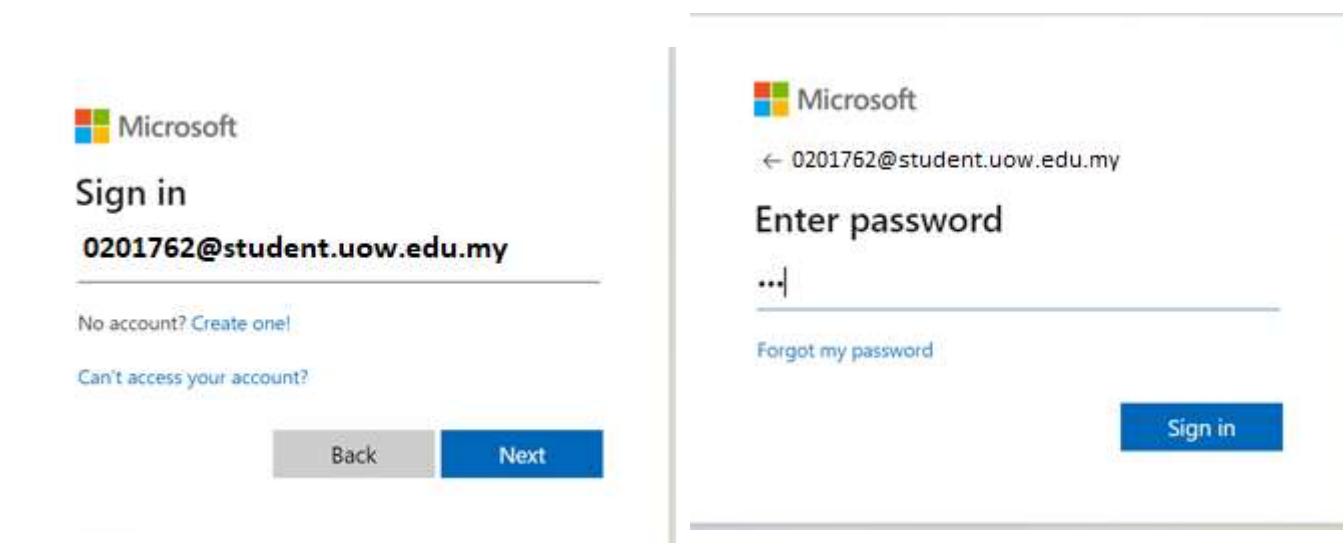 Microsoft
Sign in
0201762@student.uow.edu.my
No account? Create one!
Can't access your account?
Back
Next
Microsoft
← 0201762@student.uow.edu.my
Enter password
•••
Forgot my password
Sign in